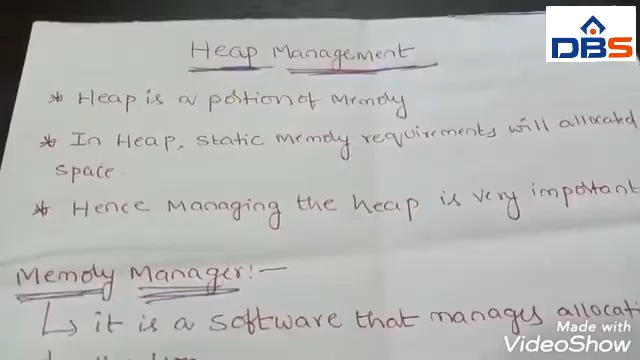 DBS
Heap Management
* Heap is a portion of Memory
* In Heap, static memory requirements will allocated
space.
* Hence Managing the heap is very important
Memory Manager:-
↳ it is a software that manages allocati
Made with
VideoShow